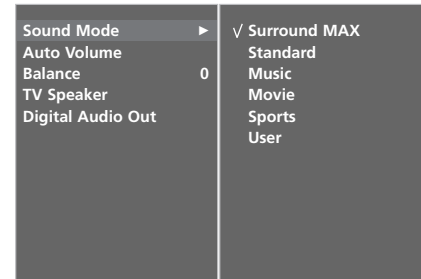 Sound Mode ►
Auto Volume
Balance 0
TV Speaker
Digital Audio Out
√ Surround MAX
Standard
Music
Movie
Sports
User